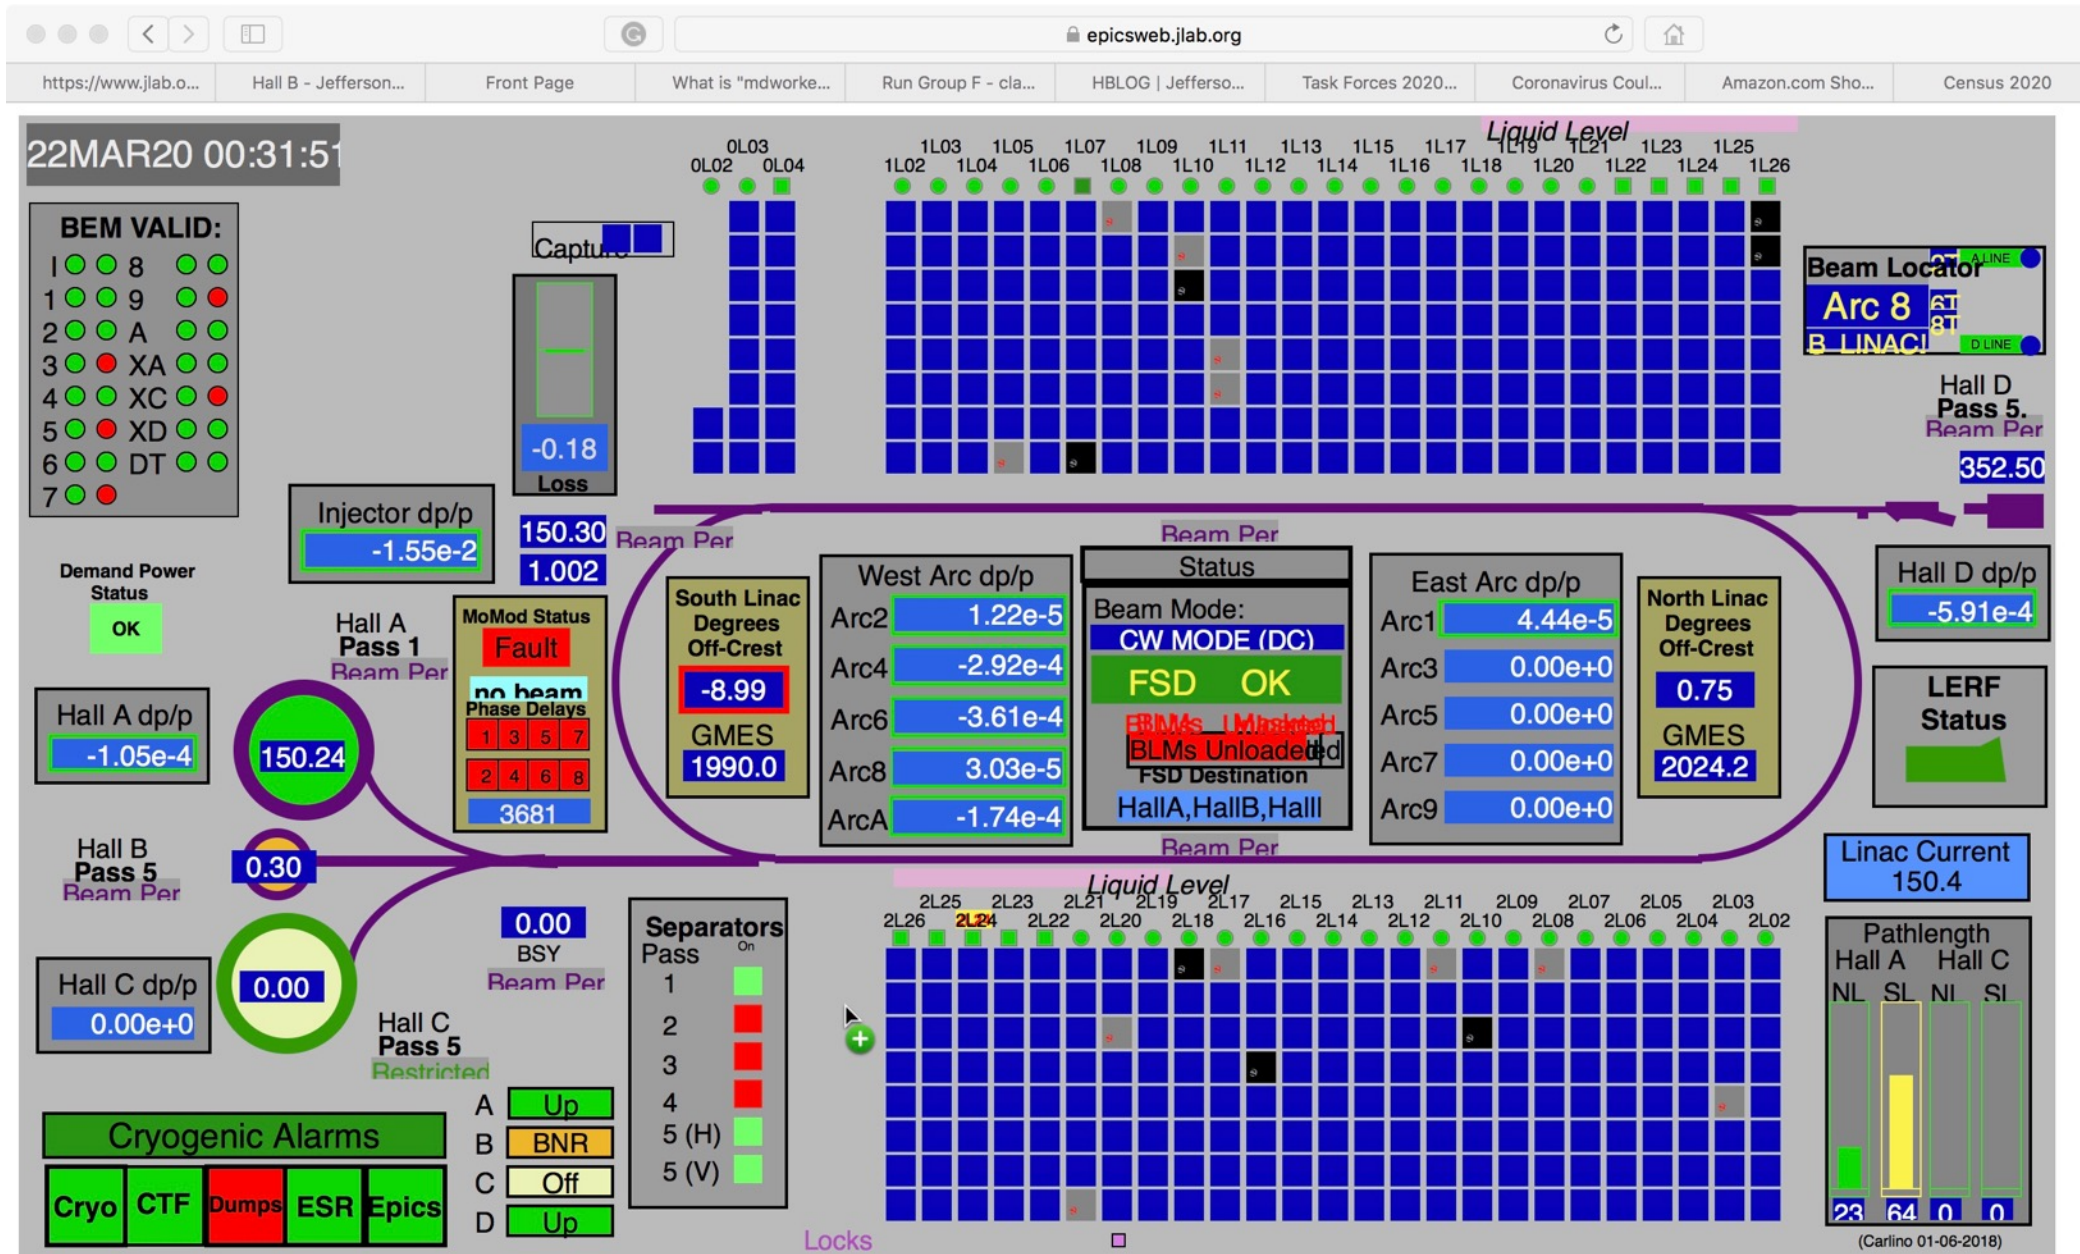 epicsweb.jlab.org
https://www.jlab.o... Hall B - Jefferson... Front Page What is "mdworke... Run Group F - cla... HBLOG | Jefferso... Task Forces 2020... Coronavirus Coul... Amazon.com Sho... Census 2020
22MAR20 00:31:51
Liquid Level
0L03 1L03 1L05 1L07 1L09 1L11 1L13 1L15 1L17 1L19 1L21 1L23 1L25
0L02 0L04 1L02 1L04 1L06 1L08 1L10 1L12 1L14 1L16 1L18 1L20 1L22 1L24 1L26
BEM VALID:
I 8
1 9
2 A
3 XA
4 XC
5 XD
6 DT
7
Capture
-0.18
Loss
Beam Locator
A LINE
Arc 8
6T
8T
B_LINAC!
D LINE
Hall D
Pass 5.
Beam Per
352.50
Injector dp/p
-1.55e-2
150.30
Beam Per
1.002
Beam Per
Demand Power
Status
OK
Hall A
Pass 1
Beam Per
MoMod Status
Fault
no beam
Phase Delays
1 3 5 7
2 4 6 8
3681
South Linac
Degrees
Off-Crest
-8.99
GMES
1990.0
West Arc dp/p
Arc2 1.22e-5
Arc4 -2.92e-4
Arc6 -3.61e-4
Arc8 3.03e-5
ArcA -1.74e-4
Status
Beam Mode:
CW MODE (DC)
FSD OK
BLMs Unloaded
FSD Destination
HallA,HallB,HallI
East Arc dp/p
Arc1 4.44e-5
Arc3 0.00e+0
Arc5 0.00e+0
Arc7 0.00e+0
Arc9 0.00e+0
North Linac
Degrees
Off-Crest
0.75
GMES
2024.2
Hall D dp/p
-5.91e-4
LERF
Status
Hall A dp/p
-1.05e-4
150.24
Hall B
Pass 5
Beam Per
0.30
Beam Per
Linac Current
150.4
Hall C dp/p
0.00e+0
0.00
Hall C
Pass 5
Restricted
0.00
BSY
Beam Per
Separators
Pass On
1
2
3
4
5 (H)
5 (V)
Liquid Level
2L25 2L23 2L21 2L19 2L17 2L15 2L13 2L11 2L09 2L07 2L05 2L03
2L26 2L24 2L22 2L20 2L18 2L16 2L14 2L12 2L10 2L08 2L06 2L04 2L02
Pathlength
Hall A Hall C
NL SL NL SL
23 64 0 0
(Carlino 01-06-2018)
Cryogenic Alarms
Cryo CTF Dumps ESR Epics
A Up
B BNR
C Off
D Up
Locks